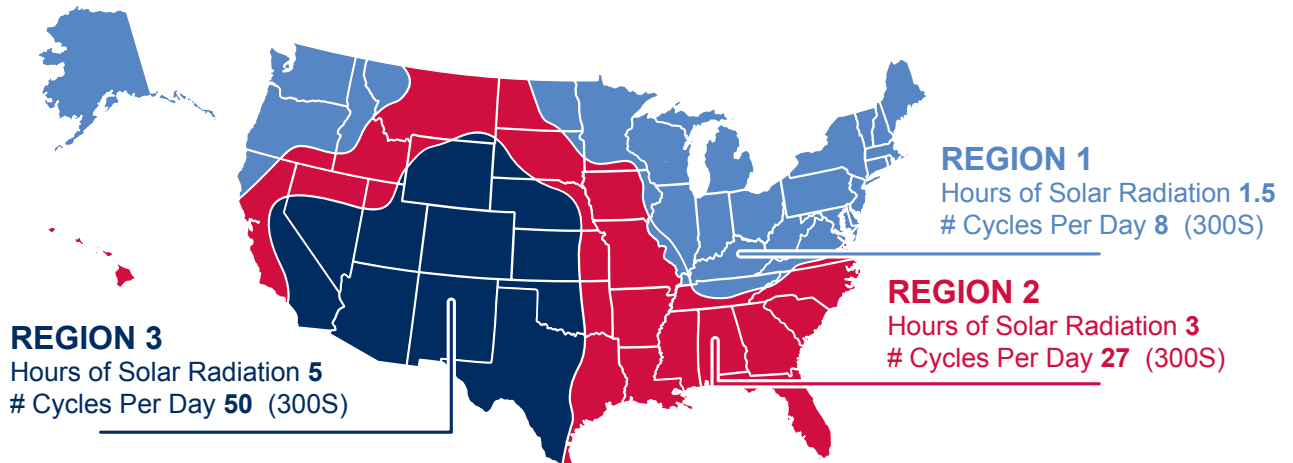 REGION 1
Hours of Solar Radiation 1.5
# Cycles Per Day 8 (300S)
REGION 2
Hours of Solar Radiation 3
# Cycles Per Day 27 (300S)
REGION 3
Hours of Solar Radiation 5
# Cycles Per Day 50 (300S)